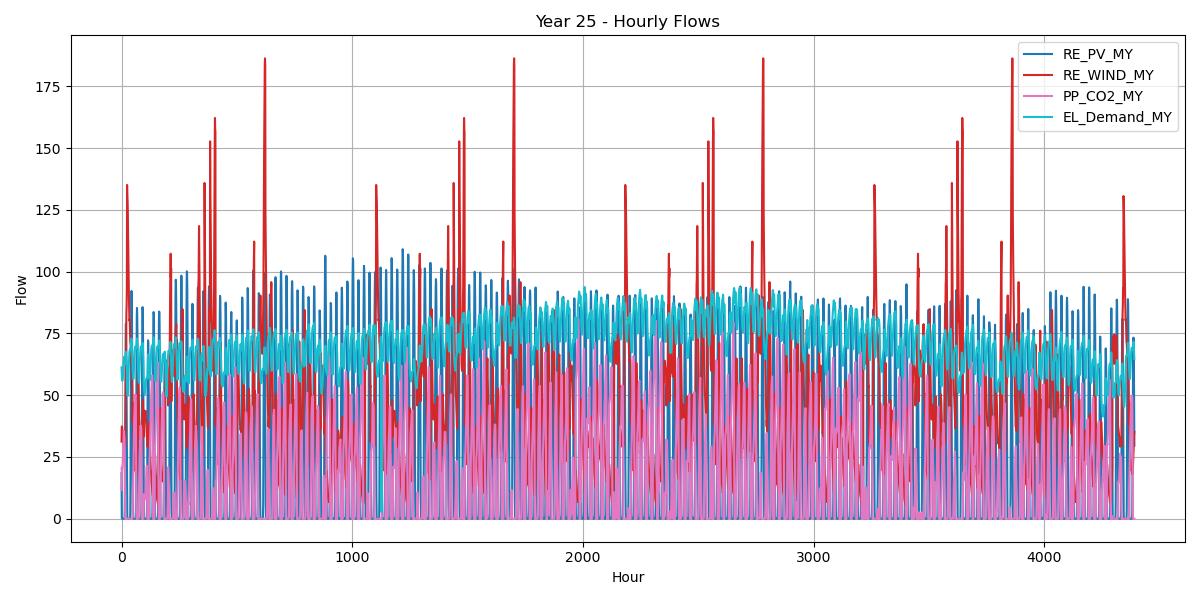 Year 25 - Hourly Flows
RE_PV_MY
RE_WIND_MY
PP_CO2_MY
EL_Demand_MY
175
150
125
100
75
50
25
0
Flow
0
1000
2000
3000
4000
Hour